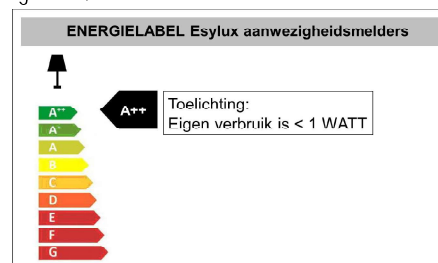 ENERGIELABEL Esylux aanwezigheidsmelders
A++
A++
Toelichting:
Eigen verbruik is < 1 WATT
A+
A
B
C
D
E
F
G